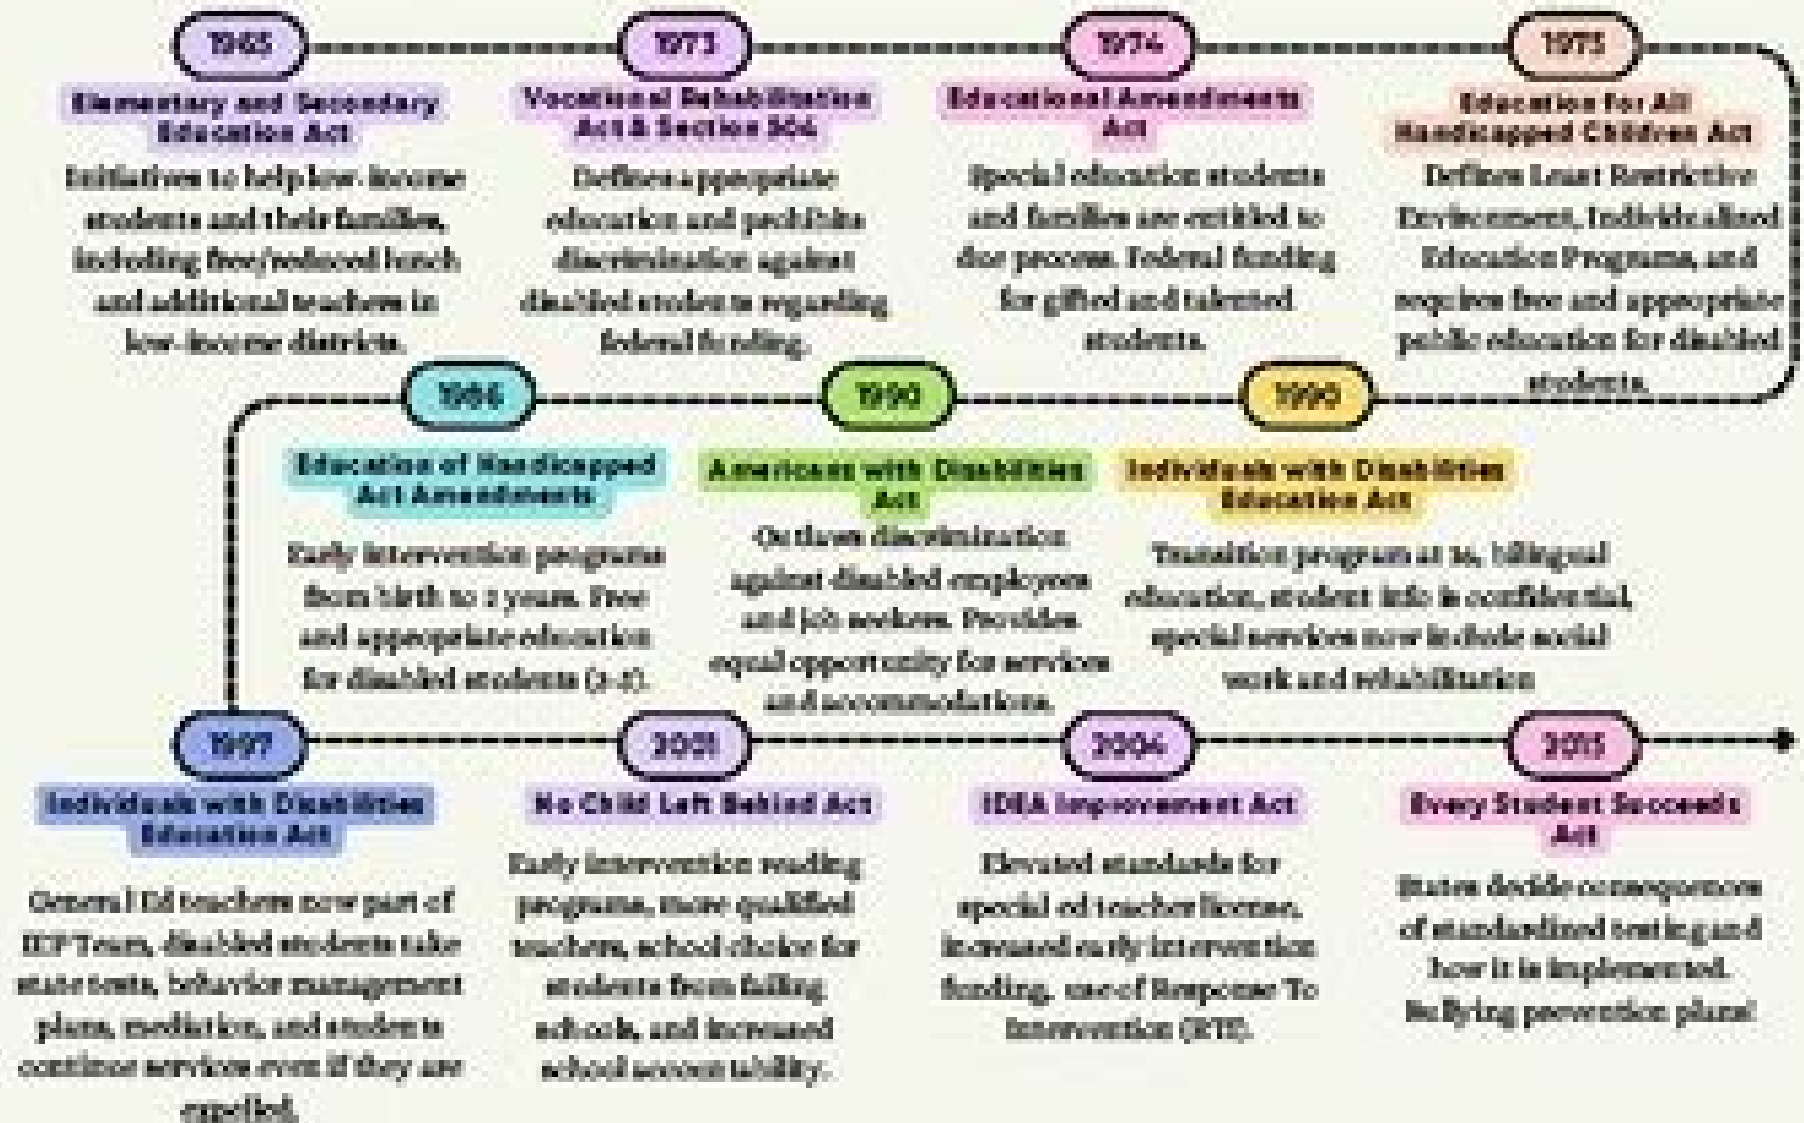 1965
Elementary and Secondary
Education Act
Initiatives to help low-income
students and their families,
including free/reduced lunch
and additional teachers in
low-income districts.
1973
Vocational Rehabilitation
Act & Section 504
Defines appropriate
education and prohibits
discrimination against
disabled students regarding
federal funding.
1974
Educational Amendments
Act
Special education students
and families are entitled to
due process. Federal funding
for gifted and talented
students.
1975
Education for All
Handicapped Children Act
Defines Least Restrictive
Environment, Individualized
Education Programs, and
requires free and appropriate
public education for disabled
students.
1986
Education of Handicapped
Act Amendments
Early intervention programs
from birth to 2 years. Free
and appropriate education
for disabled students
1990
Americans with Disabilities
Act
Outlaws discrimination
against disabled employees
and job seekers. Provides
equal opportunity for services
and accommodations.
1990
Individuals with Disabilities
Education Act
Transition program at 16, bilingual
education, student info is confidential,
special services now include social
work and rehabilitation
1997
Individuals with Disabilities
Education Act
General Ed teachers now part of
IEP Team, disabled students take
state tests, behavior management
plans, mediation, and students
continue services even if they are
expelled.
2001
No Child Left Behind Act
Early intervention reading
programs, more qualified
teachers, school choice for
students from failing
schools, and increased
school accountability.
2004
IDEA Improvement Act
Elevated standards for
special ed teacher license,
increased early intervention
funding, use of Response To
Intervention (RTI).
2015
Every Student Succeeds
Act
States decide consequences
of standardized testing and
how it is implemented.
Bullying prevention plans!